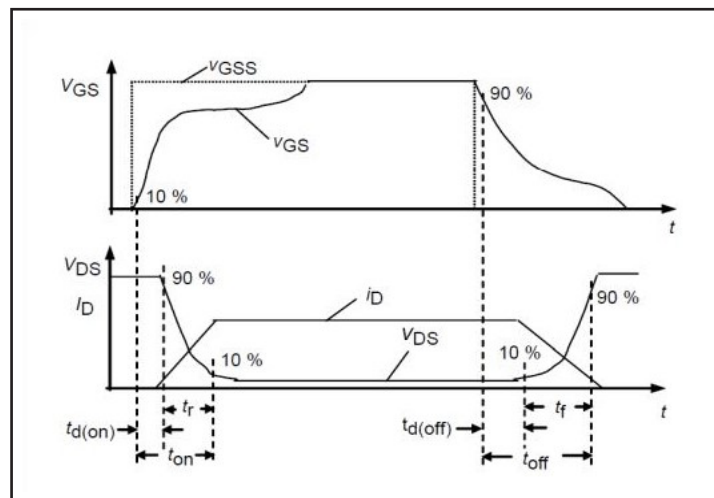 VGSS
VGS
90 %
vGS
10 %
t
VDS
90 %
ID
iD
90 %
VDS
10 %
10 %
tr
tf
t
td(on)
td(off)
ton
toff